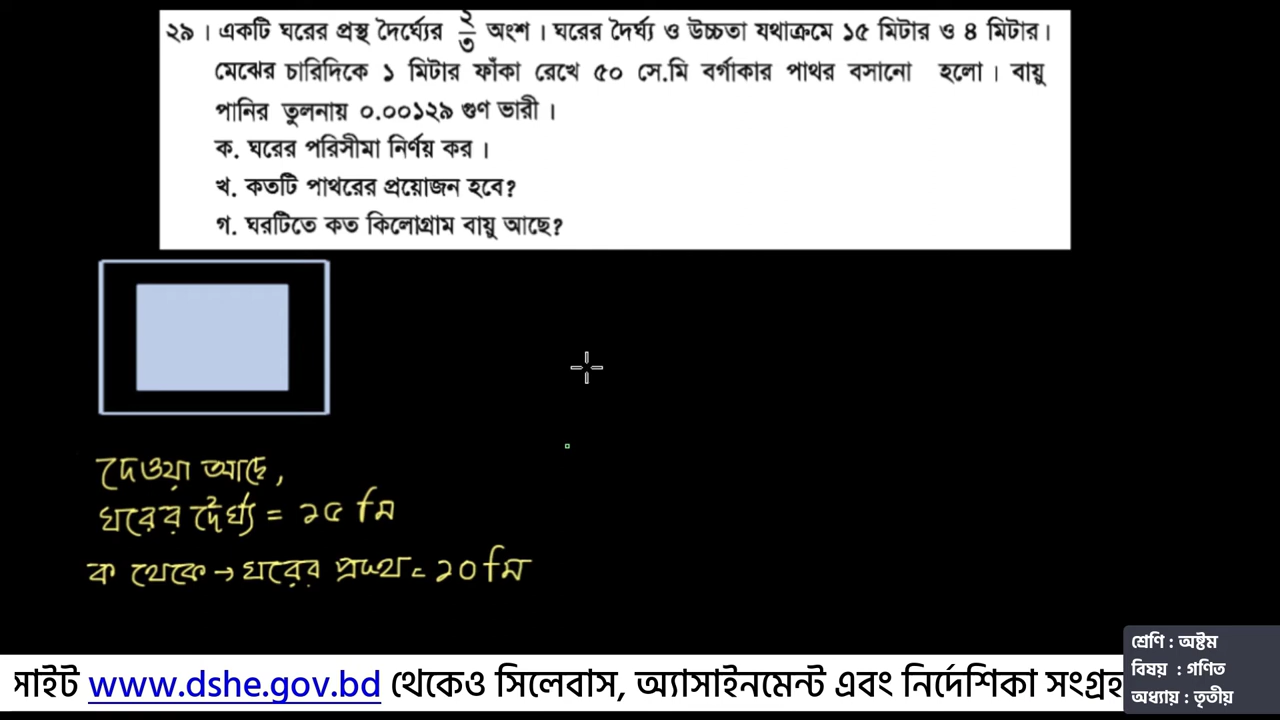 ২৯। একটি ঘরের প্রস্থ দৈর্ঘ্যের ২/৩ অংশ। ঘরের দৈর্ঘ্য ও উচ্চতা যথাক্রমে ১৫ মিটার ও ৪ মিটার।
মেঝের চারিদিকে ১ মিটার ফাঁকা রেখে ৫০ সে.মি বর্গাকার পাথর বসানো হলো। বায়ু
পানির তুলনায় ০.০০১২৯ গুণ ভারী।
ক. ঘরের পরিসীমা নির্ণয় কর।
খ. কতটি পাথরের প্রয়োজন হবে?
গ. ঘরটিতে কত কিলোগ্রাম বায়ু আছে?
দেওয়া আছে,
ঘরের দৈর্ঘ্য = ১৫ মি
ক থেকে → ঘরের প্রস্থ = ১০ মি
সাইট www.dshe.gov.bd থেকেও সিলেবাস, অ্যাসাইনমেন্ট এবং নির্দেশিকা সংগ্রহ
শ্রেণি : অষ্টম
বিষয় : গণিত
অধ্যায় : তৃতীয়